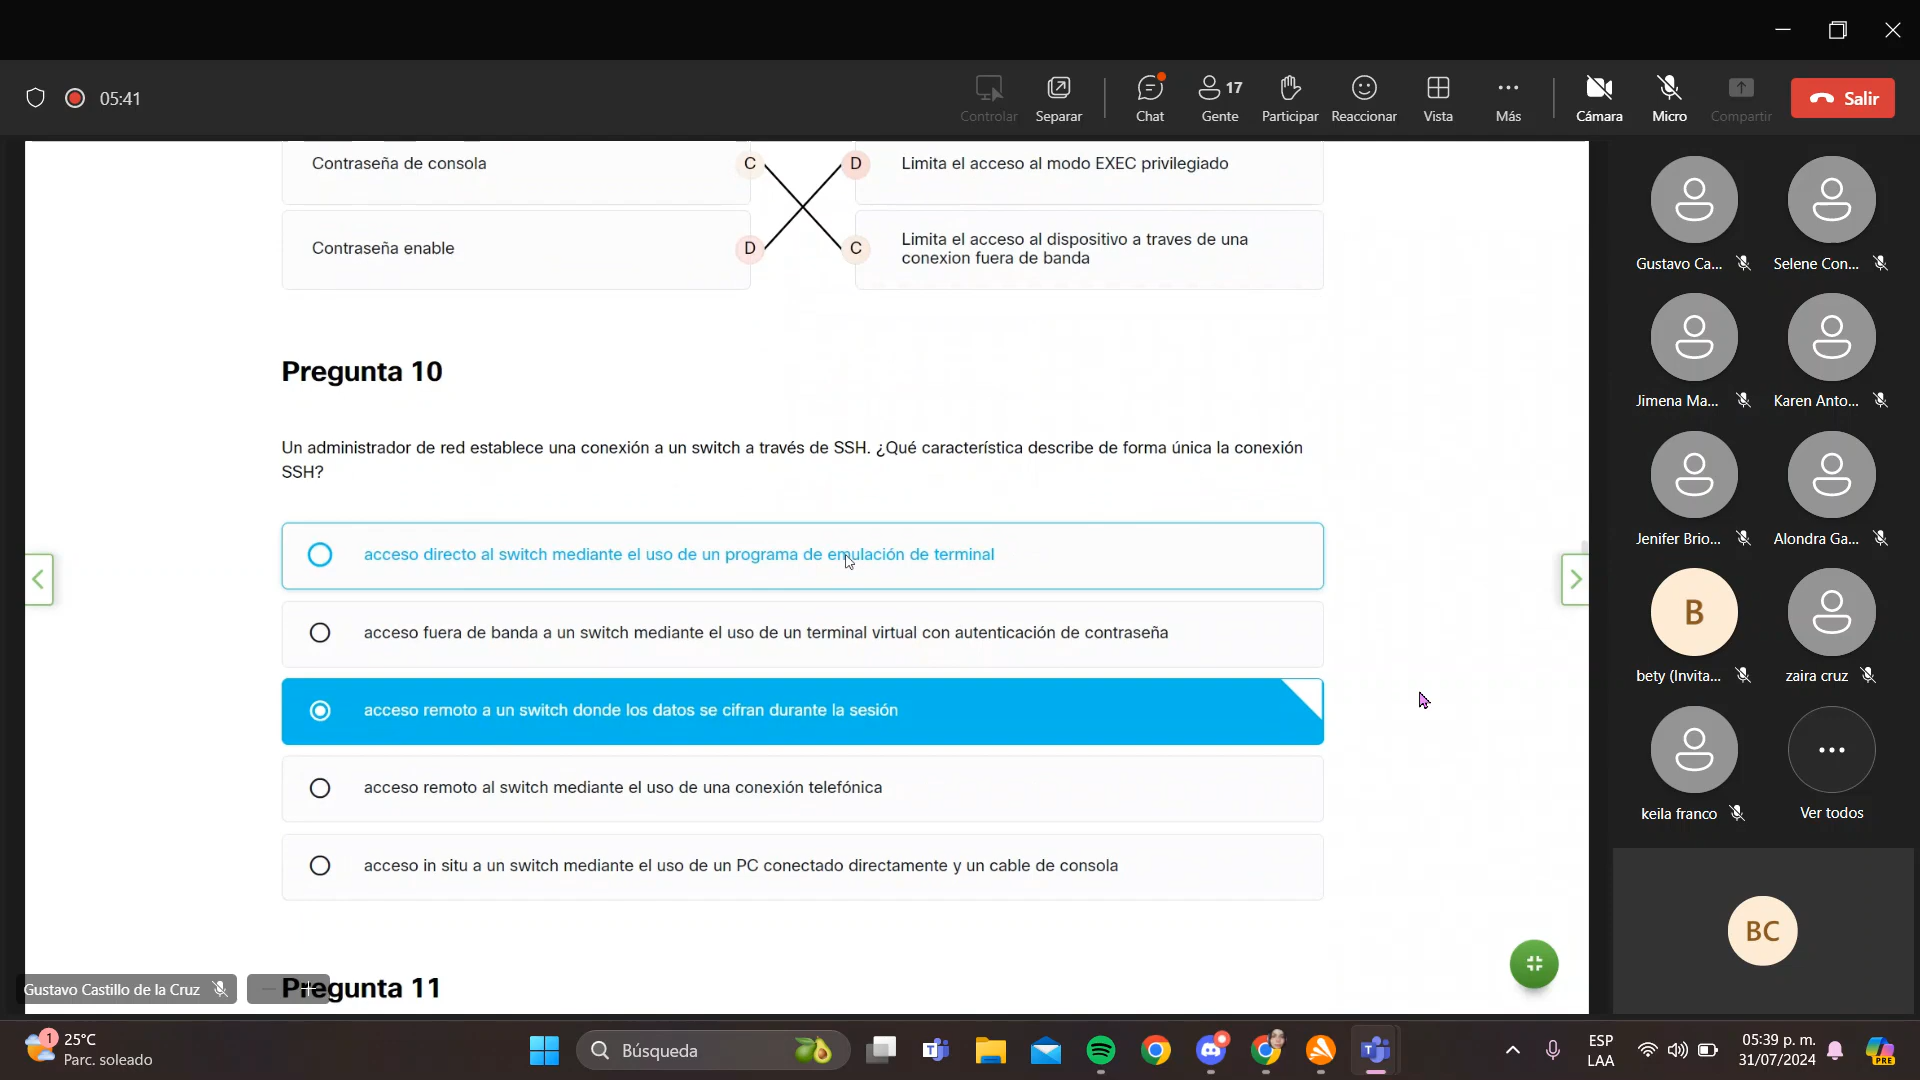 05:41
Controlar
Separar
Chat
17
Gente
Participar
Reaccionar
Vista
Más
Cámara
Micro
Compartir
Salir
Contraseña de consola
C
D
Limita el acceso al modo EXEC privilegiado
Contraseña enable
D
C
Limita el acceso al dispositivo a traves de una
conexion fuera de banda
Pregunta 10
Un administrador de red establece una conexión a un switch a través de SSH. ¿Qué característica describe de forma única la conexión
SSH?
acceso directo al switch mediante el uso de un programa de emulación de terminal
acceso fuera de banda a un switch mediante el uso de un terminal virtual con autenticación de contraseña
acceso remoto a un switch donde los datos se cifran durante la sesión
acceso remoto al switch mediante el uso de una conexión telefónica
acceso in situ a un switch mediante el uso de un PC conectado directamente y un cable de consola
Pregunta 11
Gustavo Castillo de la Cruz
Gustavo Ca...
Selene Con...
Jimena Ma...
Karen Anto...
Jenifer Brio...
Alondra Ga...
B
bety (Invita...
zaira cruz
keila franco
Ver todos
BC
1
25°C
Parc. soleado
Búsqueda
ESP
LAA
05:39 p. m.
31/07/2024
PRE